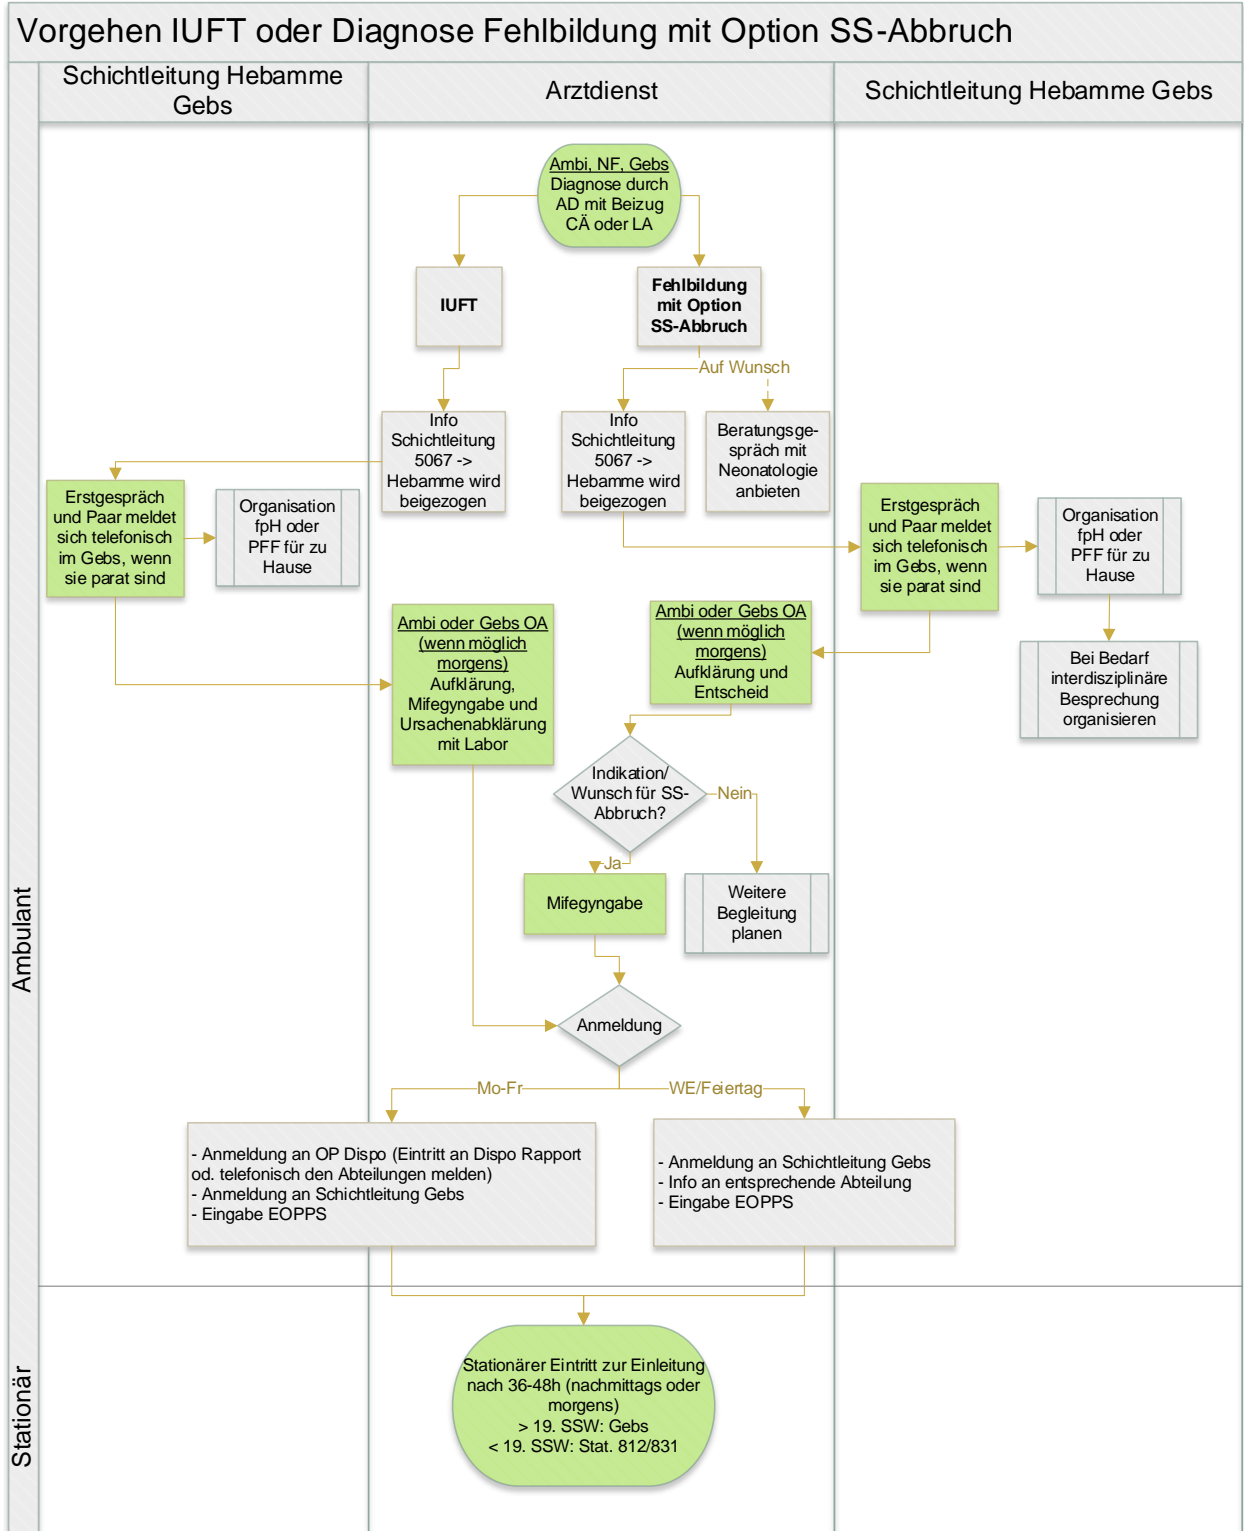 Vorgehen IUFT oder Diagnose Fehlbildung mit Option SS-Abbruch
Schichtleitung Hebamme
Gebs
Arztdienst
Schichtleitung Hebamme Gebs
Ambulant
Ambi, NF, Gebs
Diagnose durch
AD mit Beizug
CÄ oder LA
IUFT
Fehlbildung
mit Option
SS-Abbruch
Auf Wunsch
Info
Schichtleitung
5067 ->
Hebamme wird
beigezogen
Info
Schichtleitung
5067 ->
Hebamme wird
beigezogen
Beratungsge-
spräch mit
Neonatologie
anbieten
Erstgespräch
und Paar meldet
sich telefonisch
im Gebs, wenn
sie parat sind
Organisation
fpH oder
PFF für zu
Hause
Erstgespräch
und Paar meldet
sich telefonisch
im Gebs, wenn
sie parat sind
Organisation
fpH oder
PFF für zu
Hause
Ambi oder Gebs OA
(wenn möglich
morgens)
Aufklärung,
Mifegyngabe und
Ursachenabklärung
mit Labor
Ambi oder Gebs OA
(wenn möglich
morgens)
Aufklärung und
Entscheid
Bei Bedarf
interdisziplinäre
Besprechung
organisieren
Indikation/
Wunsch für SS-
Abbruch?
Nein
Ja
Mifegyngabe
Weitere
Begleitung
planen
Anmeldung
Mo-Fr
WE/Feiertag
- Anmeldung an OP Dispo (Eintritt an Dispo Rapport
od. telefonisch den Abteilungen melden)
- Anmeldung an Schichtleitung Gebs
- Eingabe EOPPS
- Anmeldung an Schichtleitung Gebs
- Info an entsprechende Abteilung
- Eingabe EOPPS
Stationär
Stationärer Eintritt zur Einleitung
nach 36-48h (nachmittags oder
morgens)
> 19. SSW: Gebs
< 19. SSW: Stat. 812/831